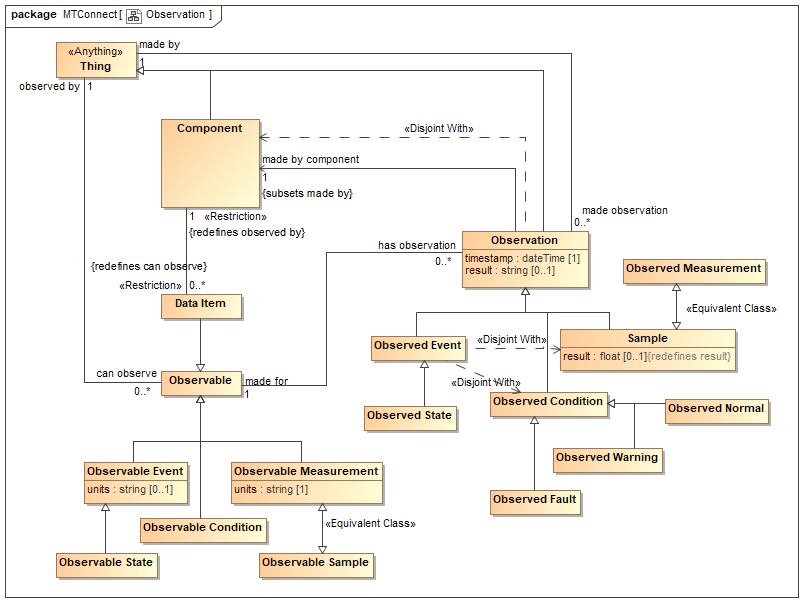 package MTConnect [ Observation ]
«Anything»
Thing
made by
1
observed by
1
Component
«Disjoint With»
made by component
1
{subsets made by}
1 «Restriction»
{redefines observed by}
made observation
0..*
has observation
0..*
Observation
timestamp : dateTime [1]
result : string [0..1]
{redefines can observe}
«Restriction» 0..*
Data Item
Observed Measurement
«Equivalent Class»
Observed Event
«Disjoint With»
Sample
result : float [0..1]{redefines result}
can observe
0..*
Observable
made for
1
«Disjoint With»
Observed Condition
Observed State
Observed Normal
Observed Warning
Observed Fault
Observable Event
units : string [0..1]
Observable Measurement
units : string [1]
Observable Condition
«Equivalent Class»
Observable State
Observable Sample